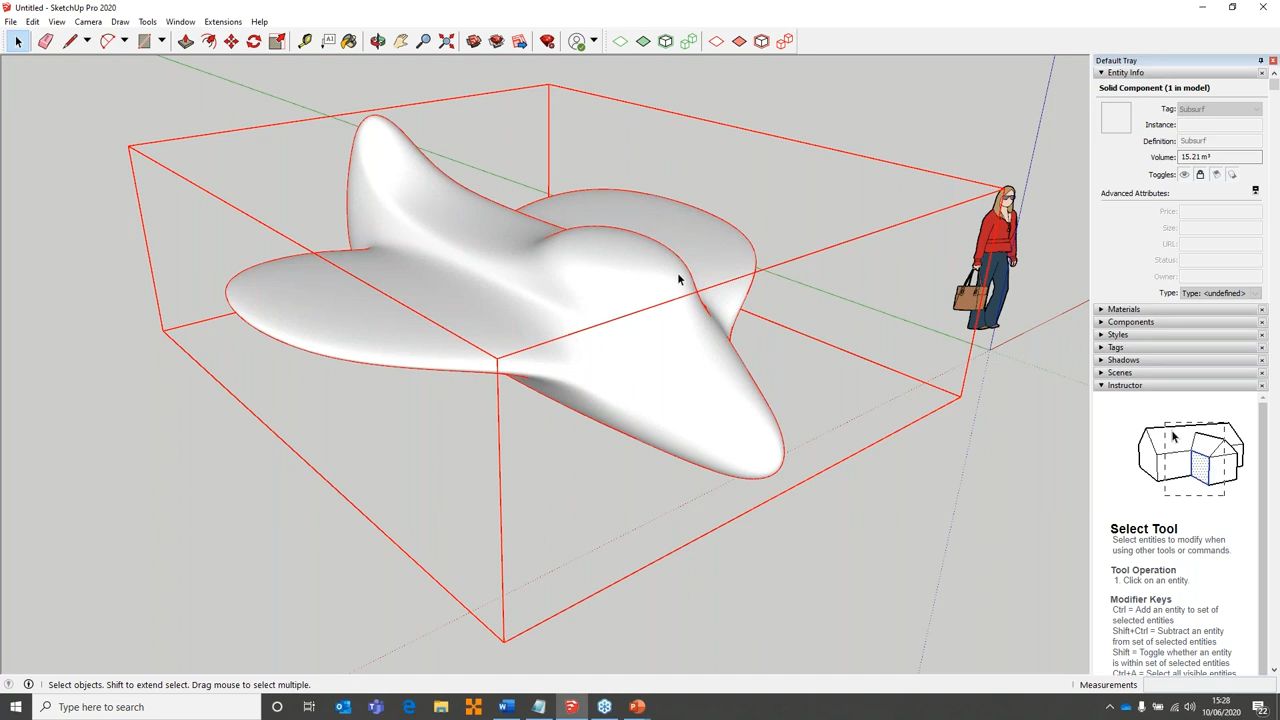 Untitled - SketchUp Pro 2020
File Edit View Camera Draw Tools Window Extensions Help
Default Tray
Entity Info
Solid Component (1 in model)
Tag: Subsurf
Instance:
Definition: Subsurf
Volume: 15.21 m³
Toggles:
Advanced Attributes:
Price:
Size:
URL:
Status:
Owner:
Type: Type: <undefined>
Materials
Components
Styles
Tags
Shadows
Scenes
Instructor
Select Tool
Select entities to modify when
using other tools or commands.
Tool Operation
1. Click on an entity.
Modifier Keys
Ctrl = Add an entity to set of
selected entities
Shift+Ctrl = Subtract an entity
from set of selected entities
Shift = Toggle whether an entity
is within set of selected entities
Ctrl+A = Select all visible entities
Select objects. Shift to extend select. Drag mouse to select multiple.
Measurements
Type here to search
15:28
10/06/2020
22